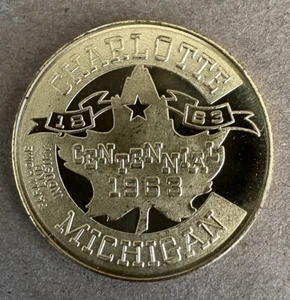 CHARLOTTE
18 63
CENTENNIAL
1963
MICHIGAN